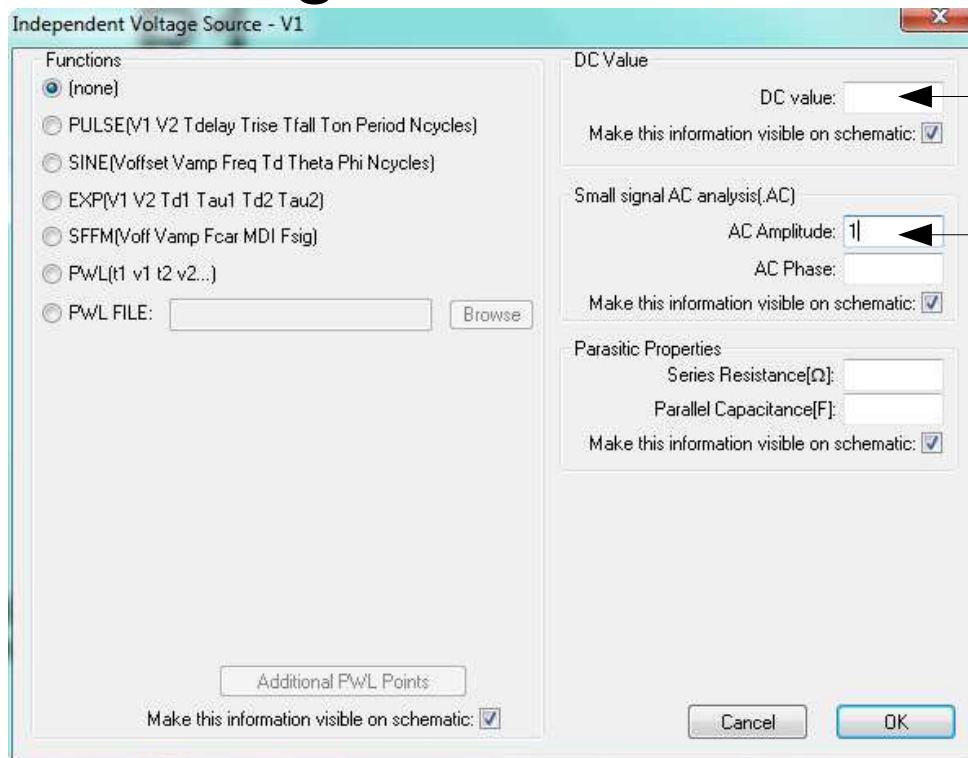 Independent Voltage Source - V1
Functions
(none)
PULSE(V1 V2 Tdelay Trise Tfall Ton Period Ncycles)
SINE(Voffset Vamp Freq Td Theta Phi Ncycles)
EXP(V1 V2 Td1 Tau1 Td2 Tau2)
SFFM(Voff Vamp Fcar MDI Fsig)
PWL(t1 v1 t2 v2...)
PWL FILE:
Browse
Additional PWL Points
Make this information visible on schematic:
DC Value
DC value:
Make this information visible on schematic:
Small signal AC analysis(.AC)
AC Amplitude: 1
AC Phase:
Make this information visible on schematic:
Parasitic Properties
Series Resistance[Ω]:
Parallel Capacitance[F]:
Make this information visible on schematic:
Cancel
OK